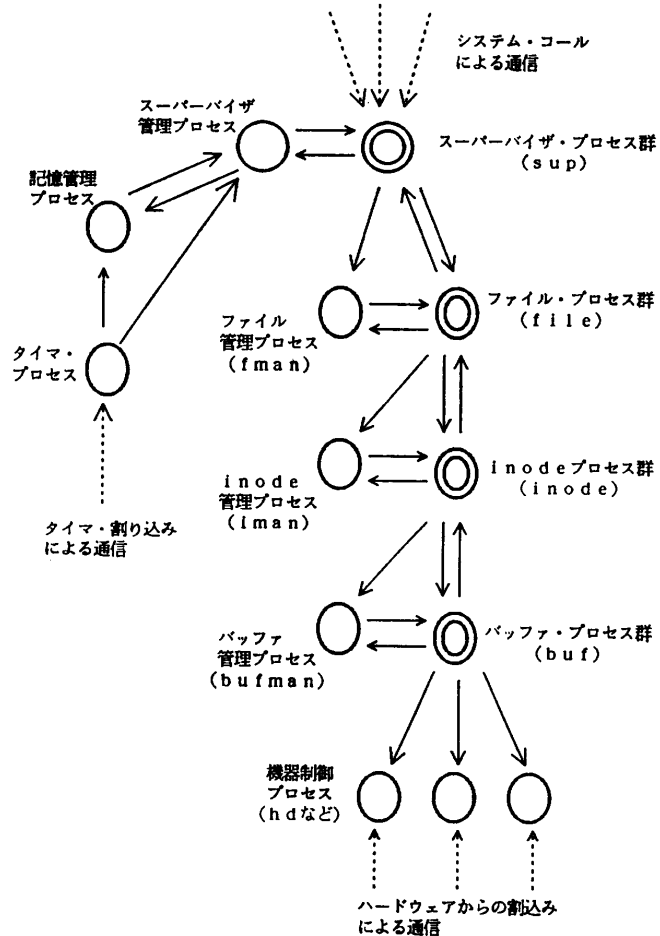 システム・コール
による通信
スーパーバイザ
管理プロセス
スーパーバイザ・プロセス群
(sup)
記憶管理
プロセス
ファイル
管理プロセス
(fman)
ファイル・プロセス群
(file)
タイマ・
プロセス
inode
管理プロセス
(iman)
inodeプロセス群
(inode)
タイマ・割り込み
による通信
バッファ
管理プロセス
(bufman)
バッファ・プロセス群
(buf)
機器制御
プロセス
(hdなど)
ハードウェアからの割込み
による通信